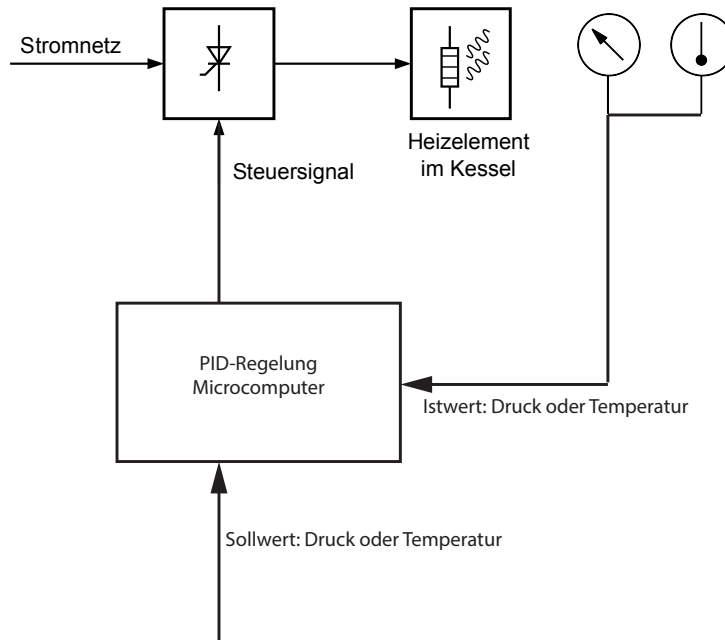 Stromnetz
Heizelement
im Kessel
Steuersignal
PID-Regelung
Microcomputer
Istwert: Druck oder Temperatur
Sollwert: Druck oder Temperatur